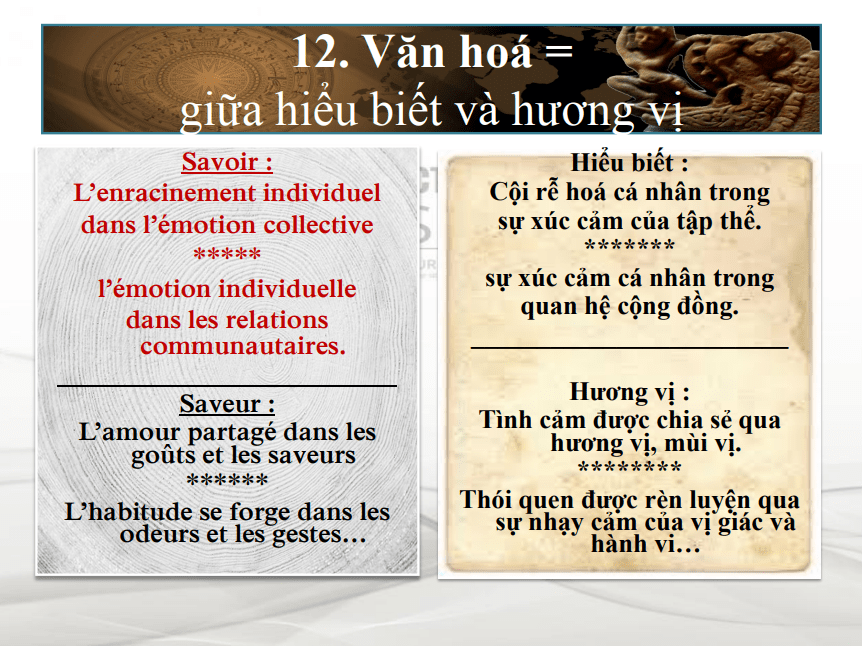 12. Văn hoá =
giữa hiểu biết và hương vị
Savoir :
L’enracinement individuel
dans l’émotion collective
*****
l’émotion individuelle
dans les relations
communautaires.
Saveur :
L’amour partagé dans les
goûts et les saveurs
******
L’habitude se forge dans les
odeurs et les gestes…
Hiểu biết :
Cội rễ hoá cá nhân trong
sự xúc cảm của tập thể.
*******
sự xúc cảm cá nhân trong
quan hệ cộng đồng.
Hương vị :
Tình cảm được chia sẻ qua
hương vị, mùi vị.
********
Thói quen được rèn luyện qua
sự nhạy cảm của vị giác và
hành vi…